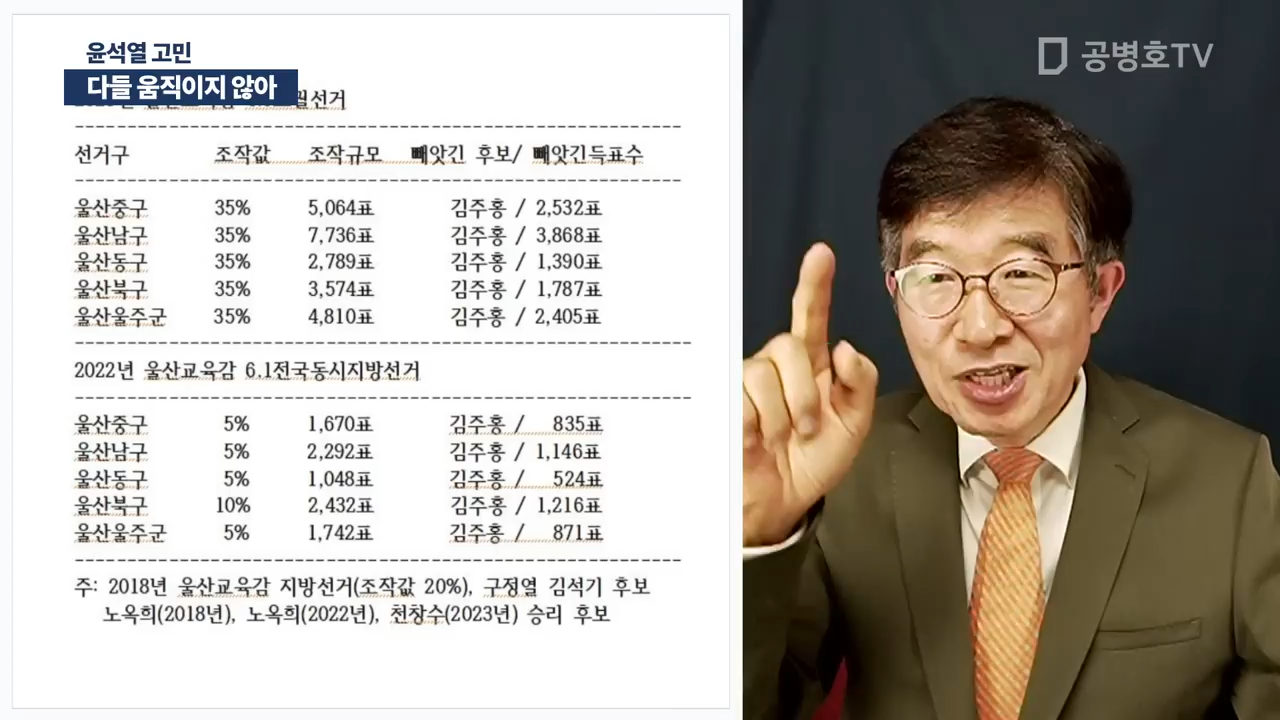 윤석열 고민
다들 움직이지 않아
공병호TV
필선거
선거구 조작값 조작규모 빼앗긴 후보/ 빼앗긴득표수
울산중구 35% 5,064표 김주홍 / 2,532표
울산남구 35% 7,736표 김주홍 / 3,868표
울산동구 35% 2,789표 김주홍 / 1,390표
울산북구 35% 3,574표 김주홍 / 1,787표
울산울주군 35% 4,810표 김주홍 / 2,405표
2022년 울산교육감 6.1전국동시지방선거
울산중구 5% 1,670표 김주홍 / 835표
울산남구 5% 2,292표 김주홍 / 1,146표
울산동구 5% 1,048표 김주홍 / 524표
울산북구 10% 2,432표 김주홍 / 1,216표
울산울주군 5% 1,742표 김주홍 / 871표
주: 2018년 울산교육감 지방선거(조작값 20%), 구정열 김석기 후보
노옥희(2018년), 노옥희(2022년), 천창수(2023년) 승리 후보